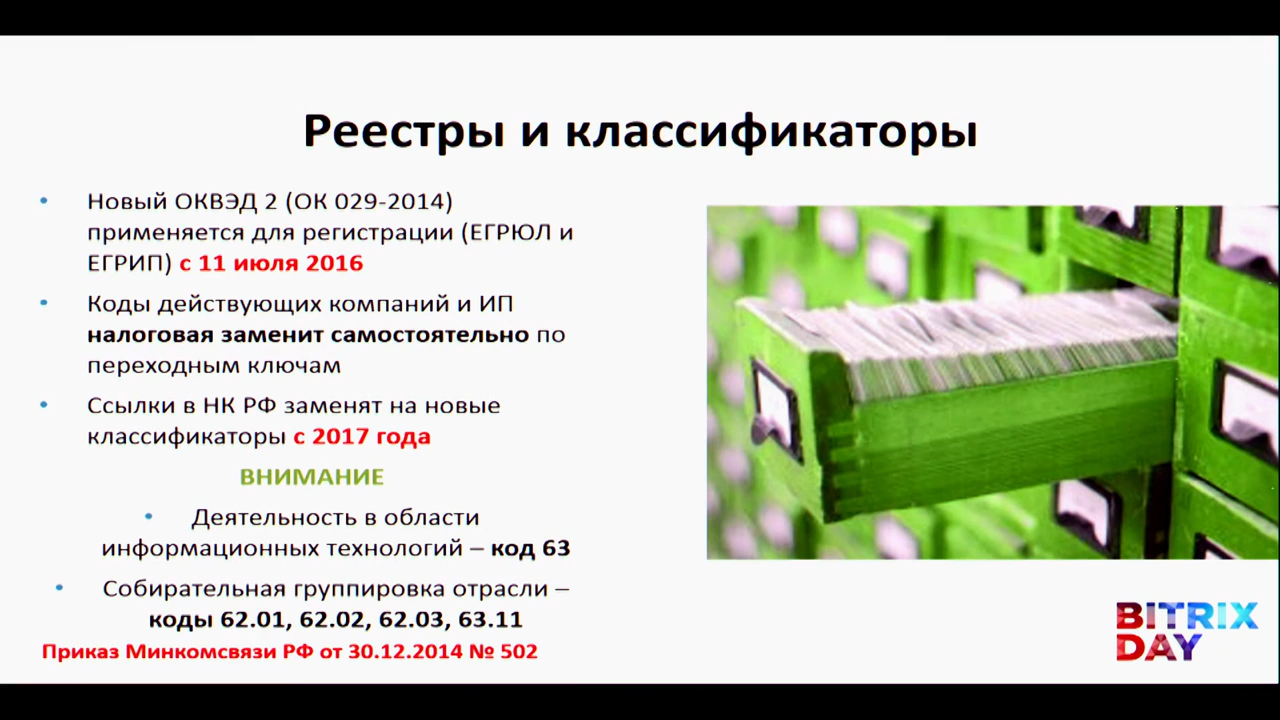 Реестры и классификаторы
• Новый ОКВЭД 2 (ОК 029-2014)
применяется для регистрации (ЕГРЮЛ и
ЕГРИП) с 11 июля 2016
• Коды действующих компаний и ИП
налоговая заменит самостоятельно по
переходным ключам
• Ссылки в НК РФ заменят на новые
классификаторы с 2017 года
ВНИМАНИЕ
• Деятельность в области
информационных технологий – код 63
• Собирательная группировка отрасли –
коды 62.01, 62.02, 62.03, 63.11
Приказ Минкомсвязи РФ от 30.12.2014 № 502
BITRIX
DAY